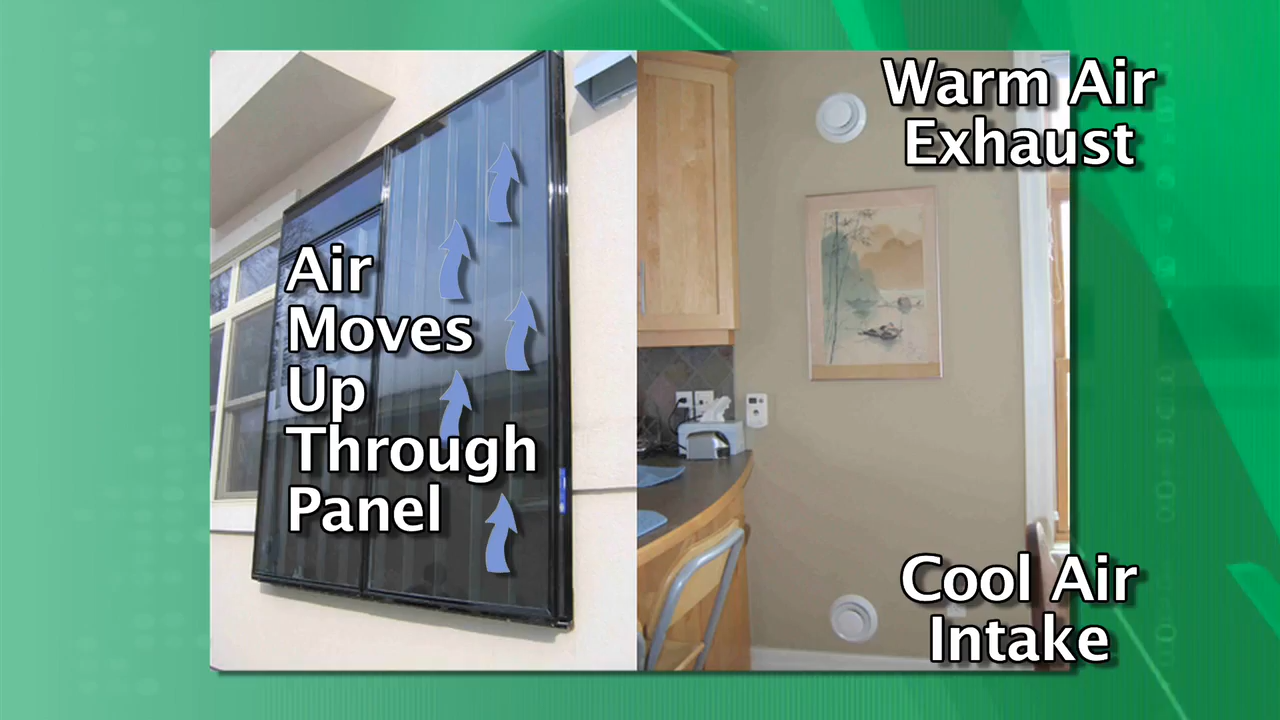 Air
Moves
Up
Through
Panel
Warm Air
Exhaust
Cool Air
Intake